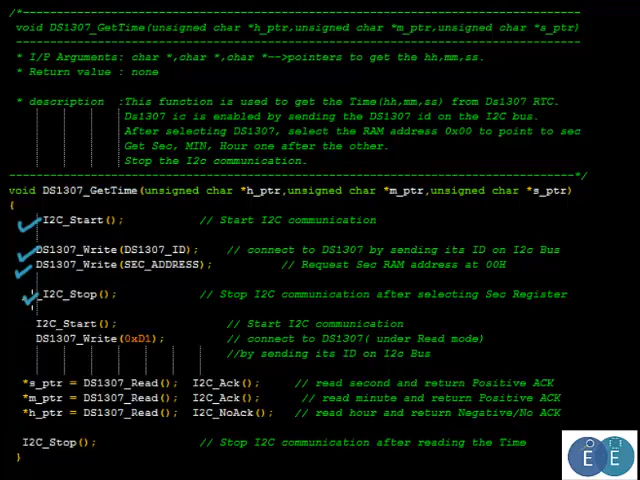 /*---------------------------------------------------------------------------------
void DS1307_GetTime(unsigned char *h_ptr,unsigned char *m_ptr,unsigned char *s_ptr)
-----------------------------------------------------------------------------------
* I/P Arguments: char *,char *,char *-->pointers to get the hh,mm,ss.
* Return value : none
* description :This function is used to get the Time(hh,mm,ss) from Ds1307 RTC.
Ds1307 ic is enabled by sending the DS1307 id on the I2C bus.
After selecting DS1307, select the RAM address 0x00 to point to sec
Get Sec, MIN, Hour one after the other.
Stop the I2c communication.
-----------------------------------------------------------------------------------*/
void DS1307_GetTime(unsigned char *h_ptr,unsigned char *m_ptr,unsigned char *s_ptr)
{
I2C_Start(); // Start I2C communication
DS1307_Write(DS1307_ID); // connect to DS1307 by sending its ID on I2c Bus
DS1307_Write(SEC_ADDRESS); // Request Sec RAM address at 00H
I2C_Stop(); // Stop I2C communication after selecting Sec Register
I2C_Start(); // Start I2C communication
DS1307_Write(0xD1); // connect to DS1307( under Read mode)
//by sending its ID on I2c Bus
*s_ptr = DS1307_Read(); I2C_Ack(); // read second and return Positive ACK
*m_ptr = DS1307_Read(); I2C_Ack(); // read minute and return Positive ACK
*h_ptr = DS1307_Read(); I2C_NoAck(); // read hour and return Negative/No ACK
I2C_Stop(); // Stop I2C communication after reading the Time
}
E E